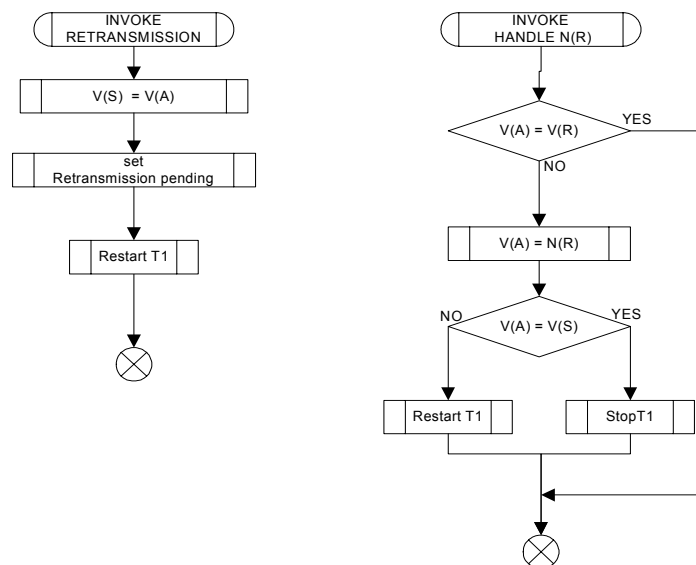 INVOKE
RETRANSMISSION
V(S) = V(A)
set
Retransmission pending
Restart T1
INVOKE
HANDLE N(R)
V(A) = V(R)
YES
NO
V(A) = N(R)
NO
V(A) = V(S)
YES
Restart T1
StopT1